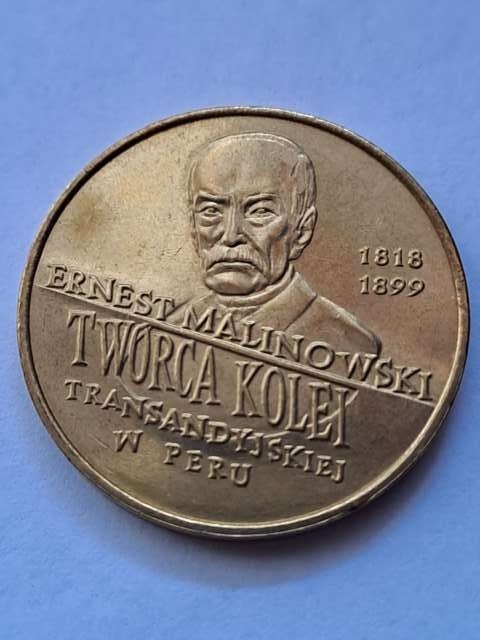 1818
1899
ERNEST MALINOWSKI
TWÓRCA KOLEI
TRANSANDYJSKIEJ
W PERU